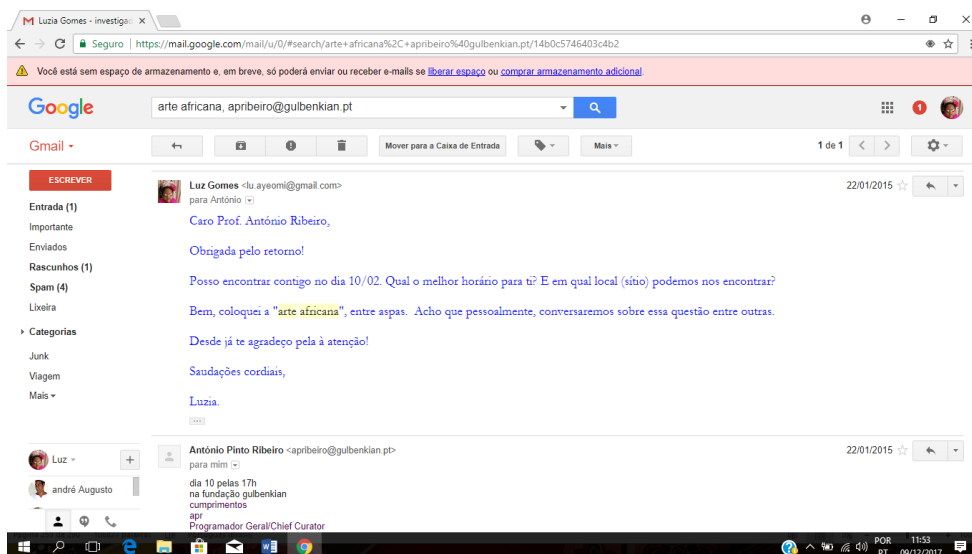 Luzia Gomes - investigaç
Seguro https://mail.google.com/mail/u/0/#search/arte+africana%2C+apribeiro%40gulbenkian.pt/14b0c5746403c4b2
Você está sem espaço de armazenamento e, em breve, só poderá enviar ou receber e-mails se liberar espaço ou comprar armazenamento adicional.
Google
arte africana, apribeiro@gulbenkian.pt
1
Gmail
Mover para a Caixa de Entrada
Mais
1 de 1
ESCREVER
Entrada (1)
Importante
Enviados
Rascunhos (1)
Spam (4)
Lixeira
Categorias
Junk
Viagem
Mais
Luz
andré Augusto
Luz Gomes <lu.ayeomi@gmail.com>
22/01/2015
para António
Caro Prof. António Ribeiro,
Obrigada pelo retorno!
Posso encontrar contigo no dia 10/02. Qual o melhor horário para ti? E em qual local (sítio) podemos nos encontrar?
Bem, coloquei a "arte africana", entre aspas. Acho que pessoalmente, conversaremos sobre essa questão entre outras.
Desde já te agradeço pela à atenção!
Saudações cordiais,
Luzia.
António Pinto Ribeiro <apribeiro@gulbenkian.pt>
22/01/2015
para mim
dia 10 pelas 17h
na fundação gulbenkian
cumprimentos
apr
Programador Geral/Chief Curator
POR
PT
11:53
09/12/2017